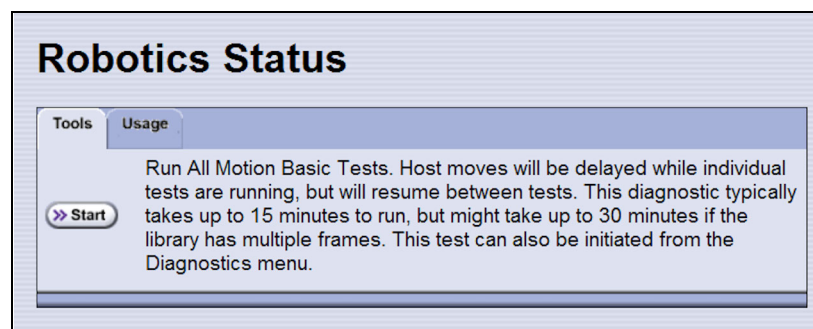 Robotics Status
Tools Usage
Run All Motion Basic Tests. Host moves will be delayed while individual
tests are running, but will resume between tests. This diagnostic typically
Start takes up to 15 minutes to run, but might take up to 30 minutes if the
library has multiple frames. This test can also be initiated from the
Diagnostics menu.